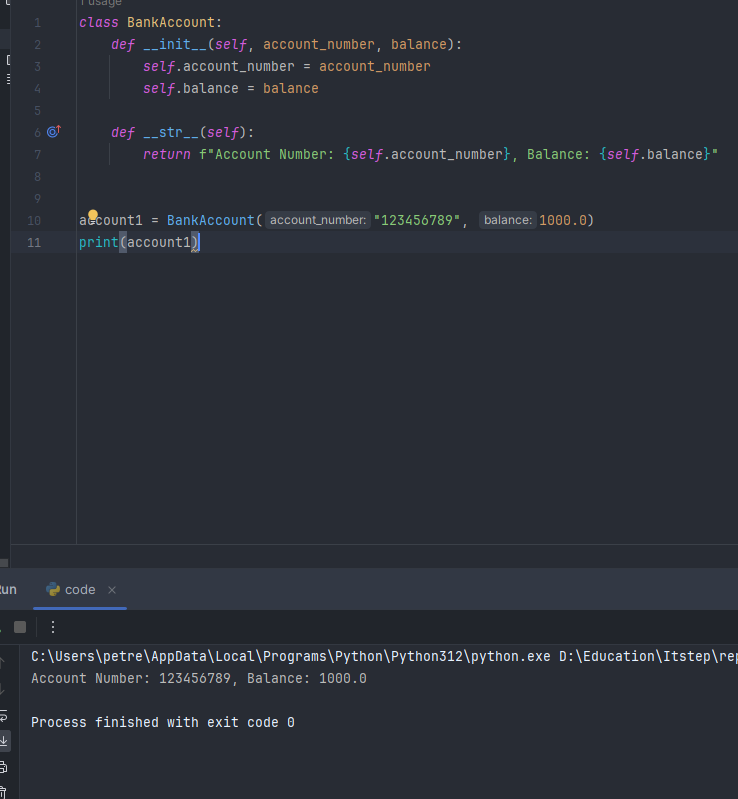 1 usage
1 class BankAccount:
2 def __init__(self, account_number, balance):
3 self.account_number = account_number
4 self.balance = balance
5
6 def __str__(self):
7 return f"Account Number: {self.account_number}, Balance: {self.balance}"
8
9
10 account1 = BankAccount(account_number: "123456789", balance: 1000.0)
11 print(account1)
code
C:\Users\petre\AppData\Local\Programs\Python\Python312\python.exe D:\Education\Itstep\rep
Account Number: 123456789, Balance: 1000.0
Process finished with exit code 0